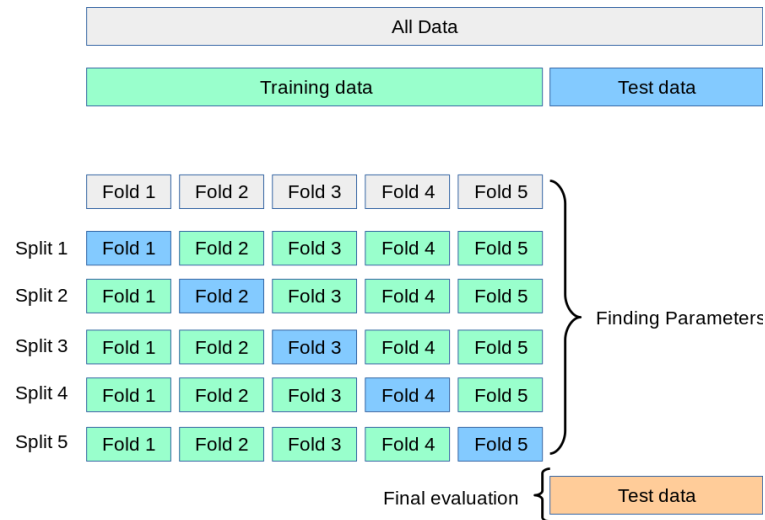 All Data
Training data Test data
Fold 1 Fold 2 Fold 3 Fold 4 Fold 5
Split 1 Fold 1 Fold 2 Fold 3 Fold 4 Fold 5
Split 2 Fold 1 Fold 2 Fold 3 Fold 4 Fold 5
Finding Parameters
Split 3 Fold 1 Fold 2 Fold 3 Fold 4 Fold 5
Split 4 Fold 1 Fold 2 Fold 3 Fold 4 Fold 5
Split 5 Fold 1 Fold 2 Fold 3 Fold 4 Fold 5
Final evaluation Test data